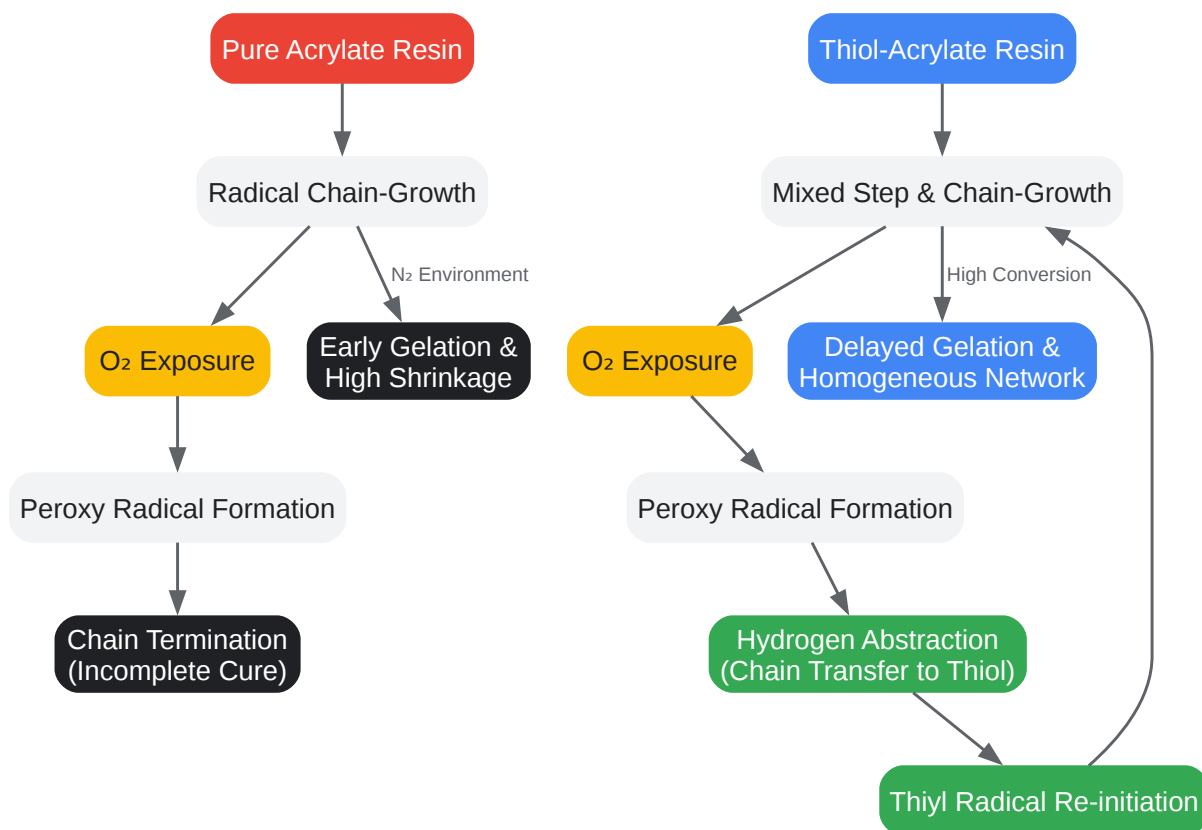 Pure Acrylate Resin
Thiol-Acrylate Resin
Radical Chain-Growth
Mixed Step & Chain-Growth
N₂ Environment
High Conversion
O₂ Exposure
Early Gelation &
High Shrinkage
O₂ Exposure
Delayed Gelation &
Homogeneous Network
Peroxy Radical Formation
Peroxy Radical Formation
Chain Termination
(Incomplete Cure)
Hydrogen Abstraction
(Chain Transfer to Thiol)
Thiyl Radical Re-initiation